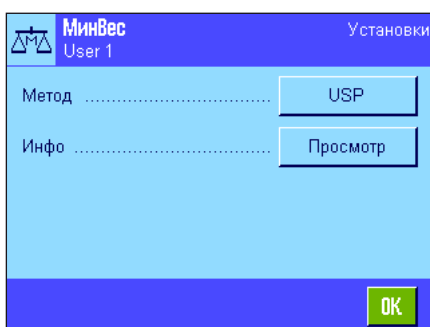 МинВес
Установки
User 1
Метод .................................. USP
Инфо .................................... Просмотр
OK